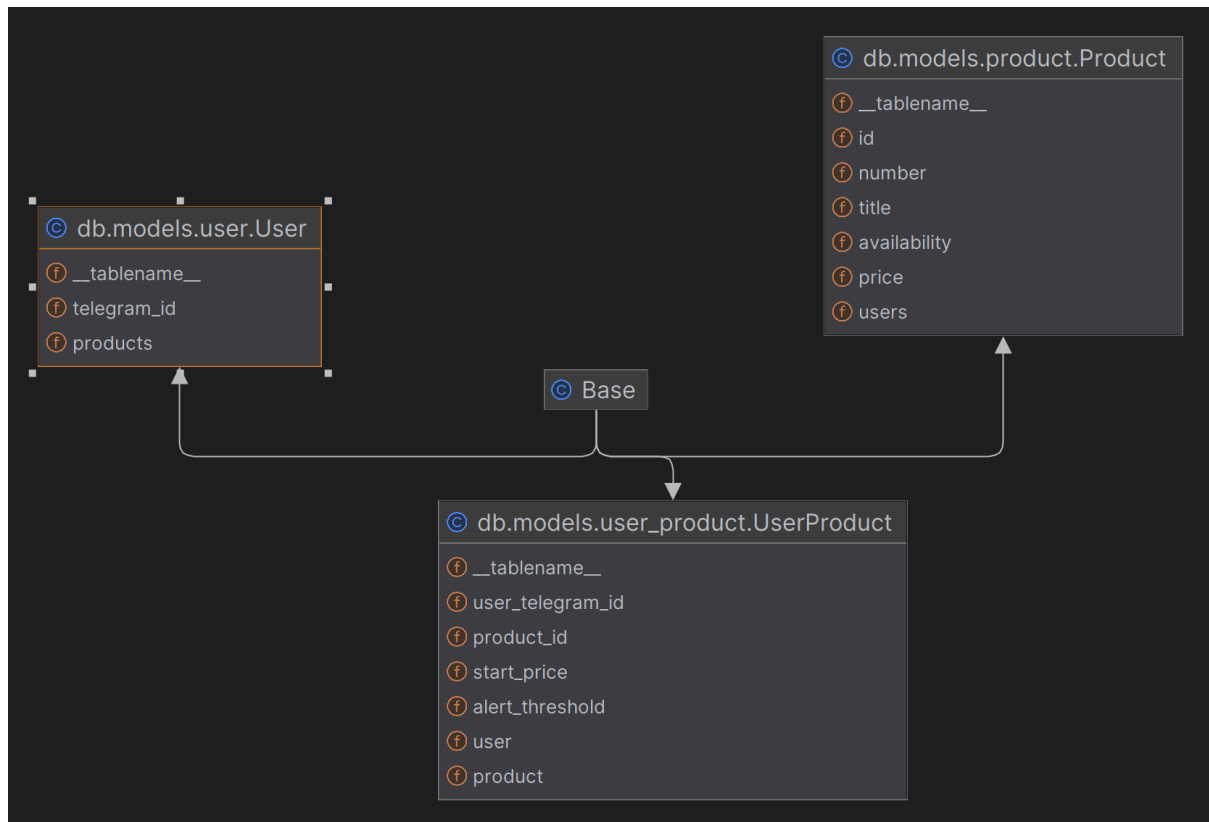 db.models.product.Product
__tablename__
id
number
title
availability
price
users
db.models.user.User
__tablename__
telegram_id
products
Base
db.models.user_product.UserProduct
__tablename__
user_telegram_id
product_id
start_price
alert_threshold
user
product